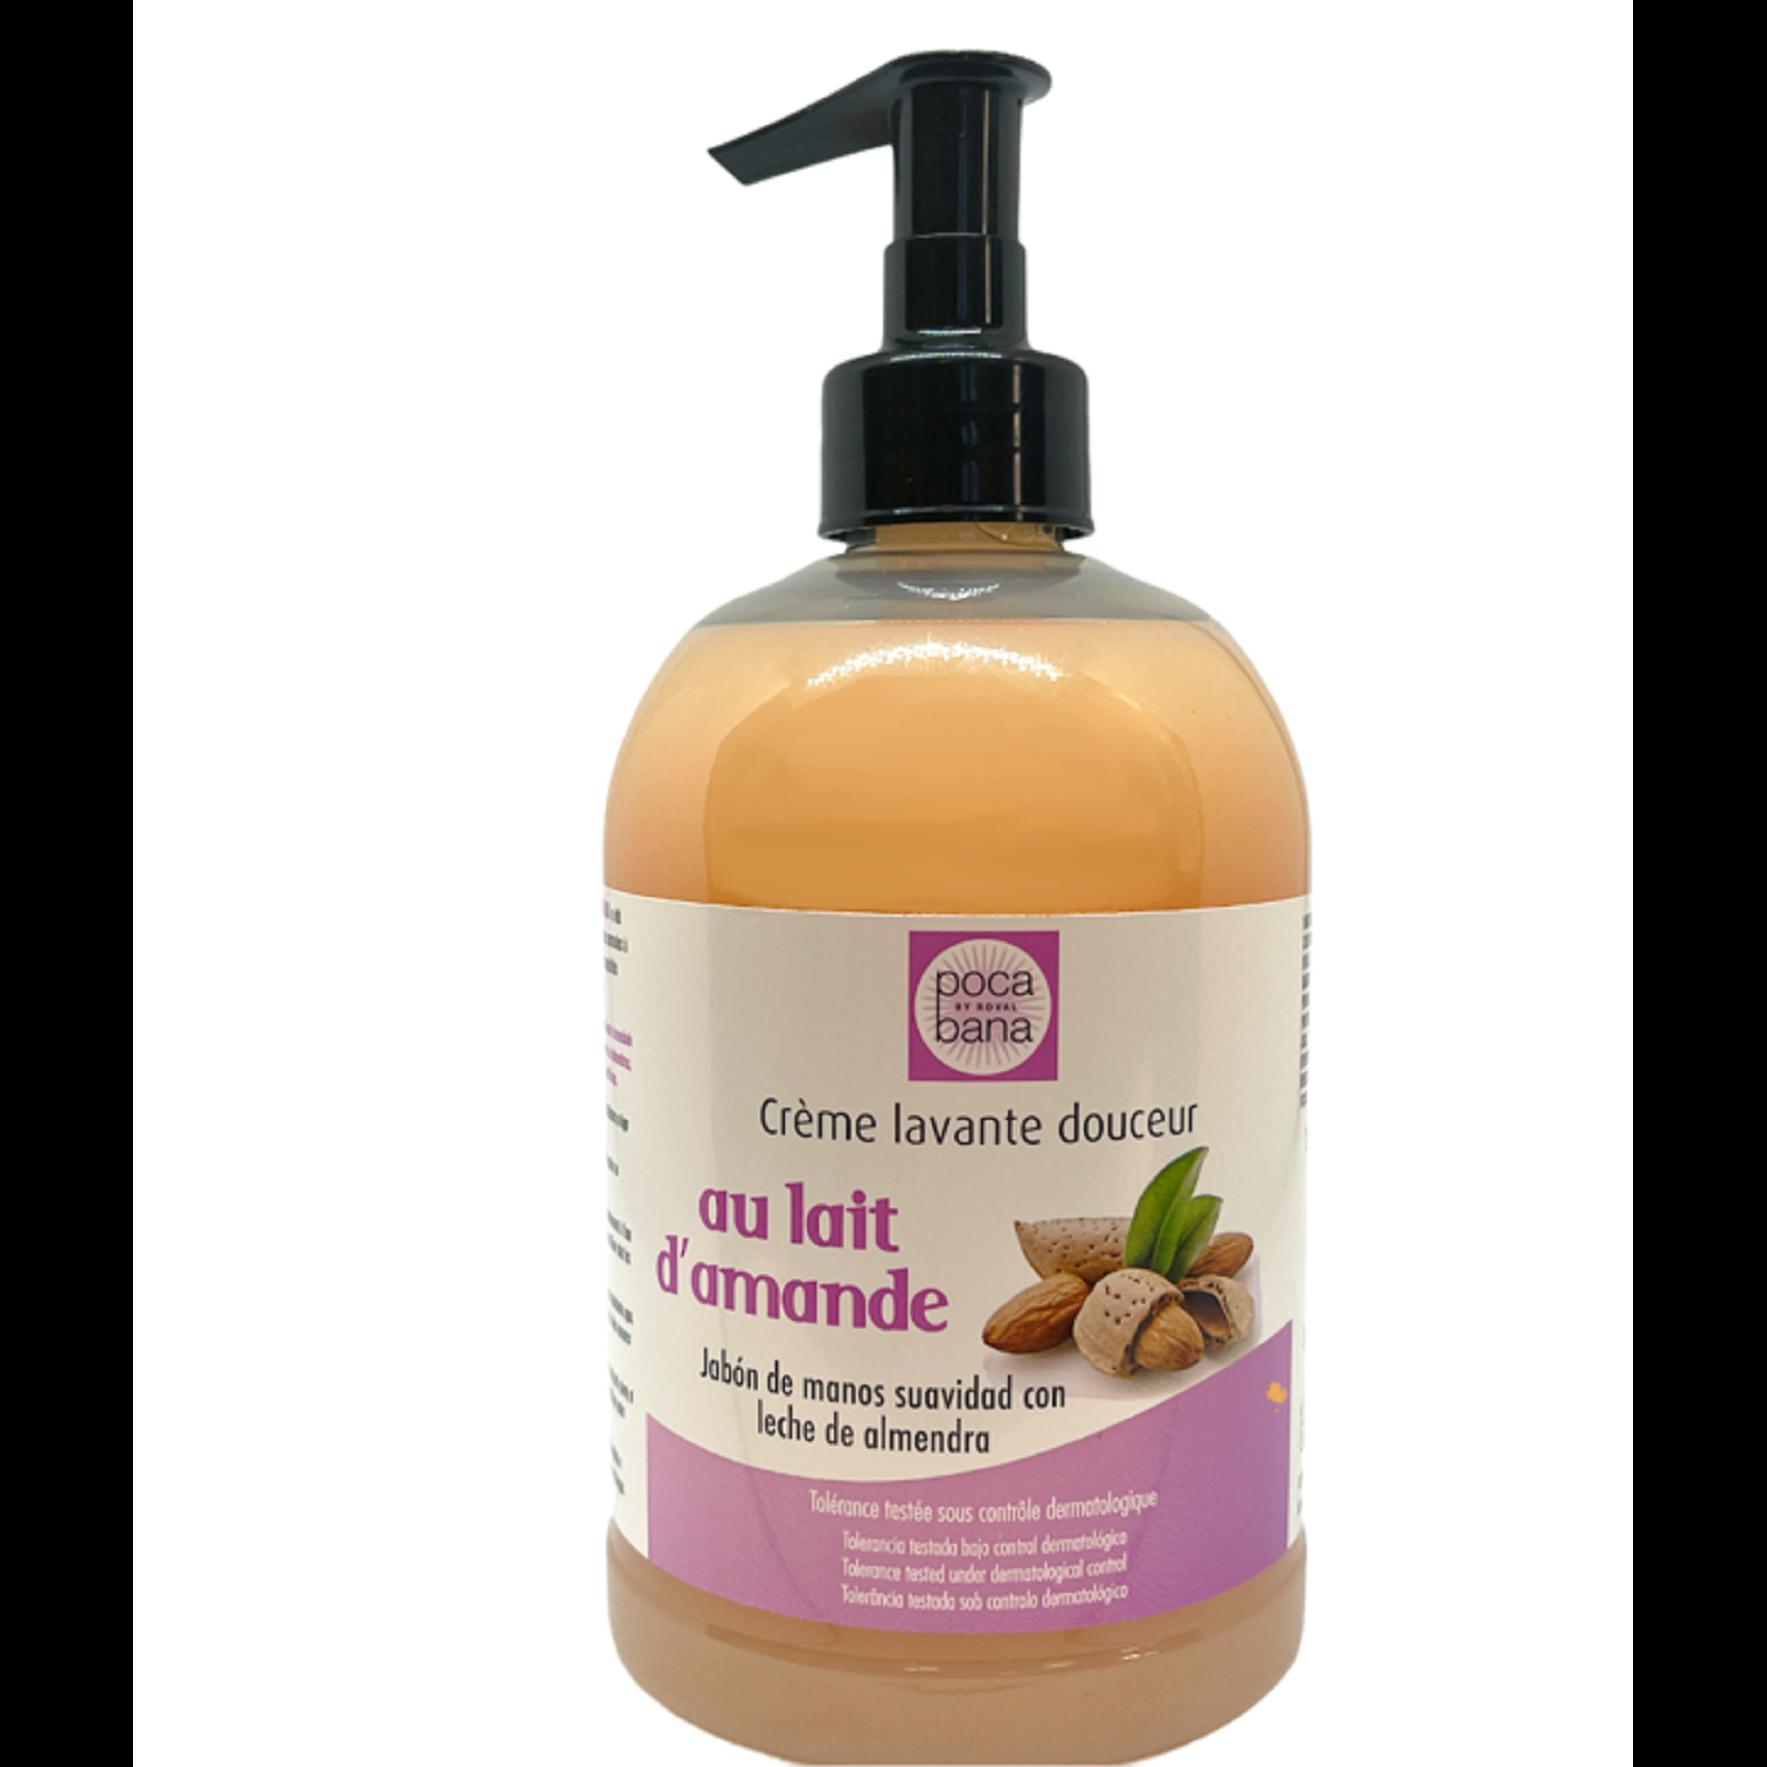 poca
BY ROVAL
bana
Crème lavante douceur
au lait
d'amande
Jabón de manos suavidad con
leche de almendra
Tolérance testée sous contrôle dermatologique
Tolerancia testada bajo control dermatológico
Tolerance tested under dermatological control
Tolerância testada sob controlo dermatológico